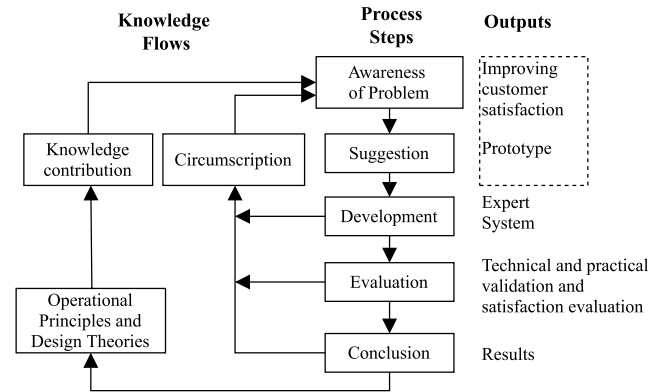 Knowledge
Flows
Process
Steps
Outputs
Awareness
of Problem
Improving
customer
satisfaction
Knowledge
contribution
Circumscription
Suggestion
Prototype
Development
Expert
System
Evaluation
Technical and practical
validation and
satisfaction evaluation
Operational
Principles and
Design Theories
Conclusion
Results